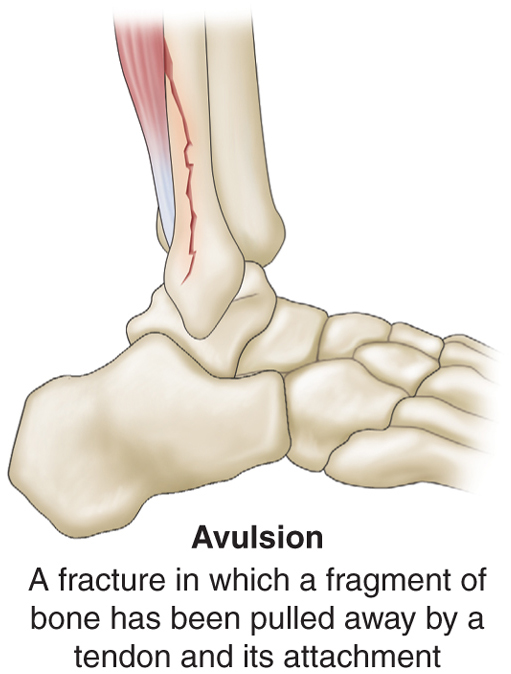 Avulsion
A fracture in which a fragment of
bone has been pulled away by a
tendon and its attachment